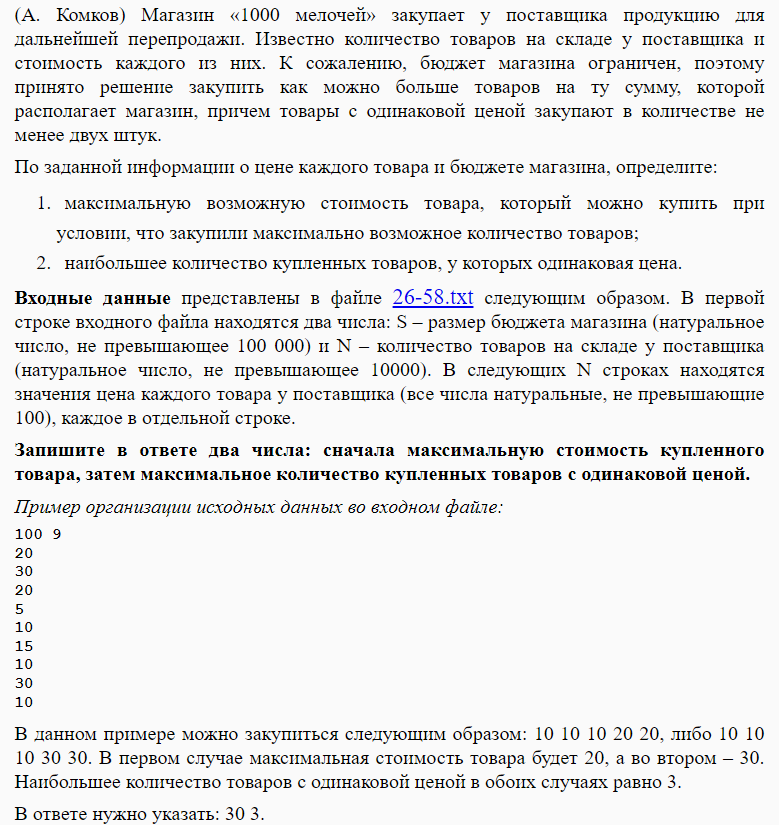 (А. Комков) Магазин «1000 мелочей» закупает у поставщика продукцию для
дальнейшей перепродажи. Известно количество товаров на складе у поставщика и
стоимость каждого из них. К сожалению, бюджет магазина ограничен, поэтому
принято решение закупить как можно больше товаров на ту сумму, которой
располагает магазин, причем товары с одинаковой ценой закупают в количестве не
менее двух штук.
По заданной информации о цене каждого товара и бюджете магазина, определите:
1. максимальную возможную стоимость товара, который можно купить при
условии, что закупили максимально возможное количество товаров;
2. наибольшее количество купленных товаров, у которых одинаковая цена.
Входные данные представлены в файле 26-58.txt следующим образом. В первой
строке входного файла находятся два числа: S – размер бюджета магазина (натуральное
число, не превышающее 100 000) и N – количество товаров на складе у поставщика
(натуральное число, не превышающее 10000). В следующих N строках находятся
значения цена каждого товара у поставщика (все числа натуральные, не превышающие
100), каждое в отдельной строке.
Запишите в ответе два числа: сначала максимальную стоимость купленного
товара, затем максимальное количество купленных товаров с одинаковой ценой.
Пример организации исходных данных во входном файле:
100 9
20
30
20
5
10
15
10
30
10
В данном примере можно закупиться следующим образом: 10 10 10 20 20, либо 10 10
10 30 30. В первом случае максимальная стоимость товара будет 20, а во втором – 30.
Наибольшее количество товаров с одинаковой ценой в обоих случаях равно 3.
В ответе нужно указать: 30 3.